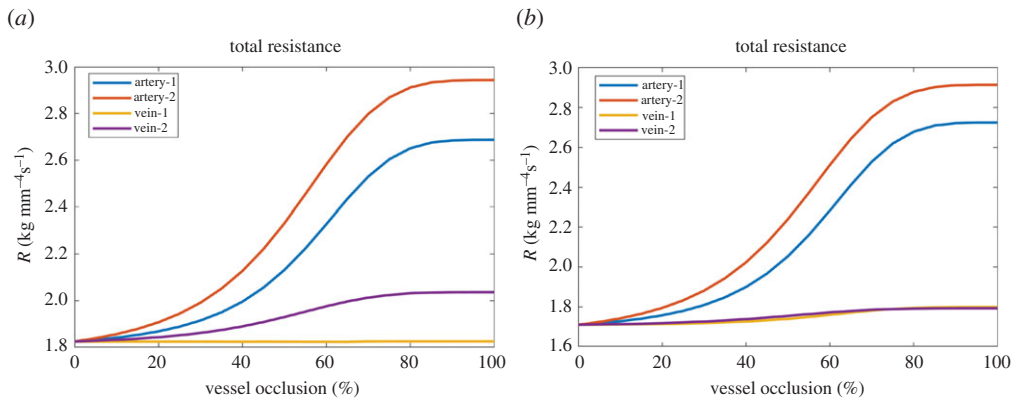 (a)
total resistance
3.0
2.8
2.6
2.4
2.2
2.0
1.8
R (kg mm⁻⁴s⁻¹)
artery-1
artery-2
vein-1
vein-2
0 20 40 60 80 100
vessel occlusion (%)
(b)
total resistance
3.0
2.8
2.6
2.4
2.2
2.0
1.8
1.6
R (kg mm⁻⁴s⁻¹)
artery-1
artery-2
vein-1
vein-2
0 20 40 60 80 100
vessel occlusion (%)